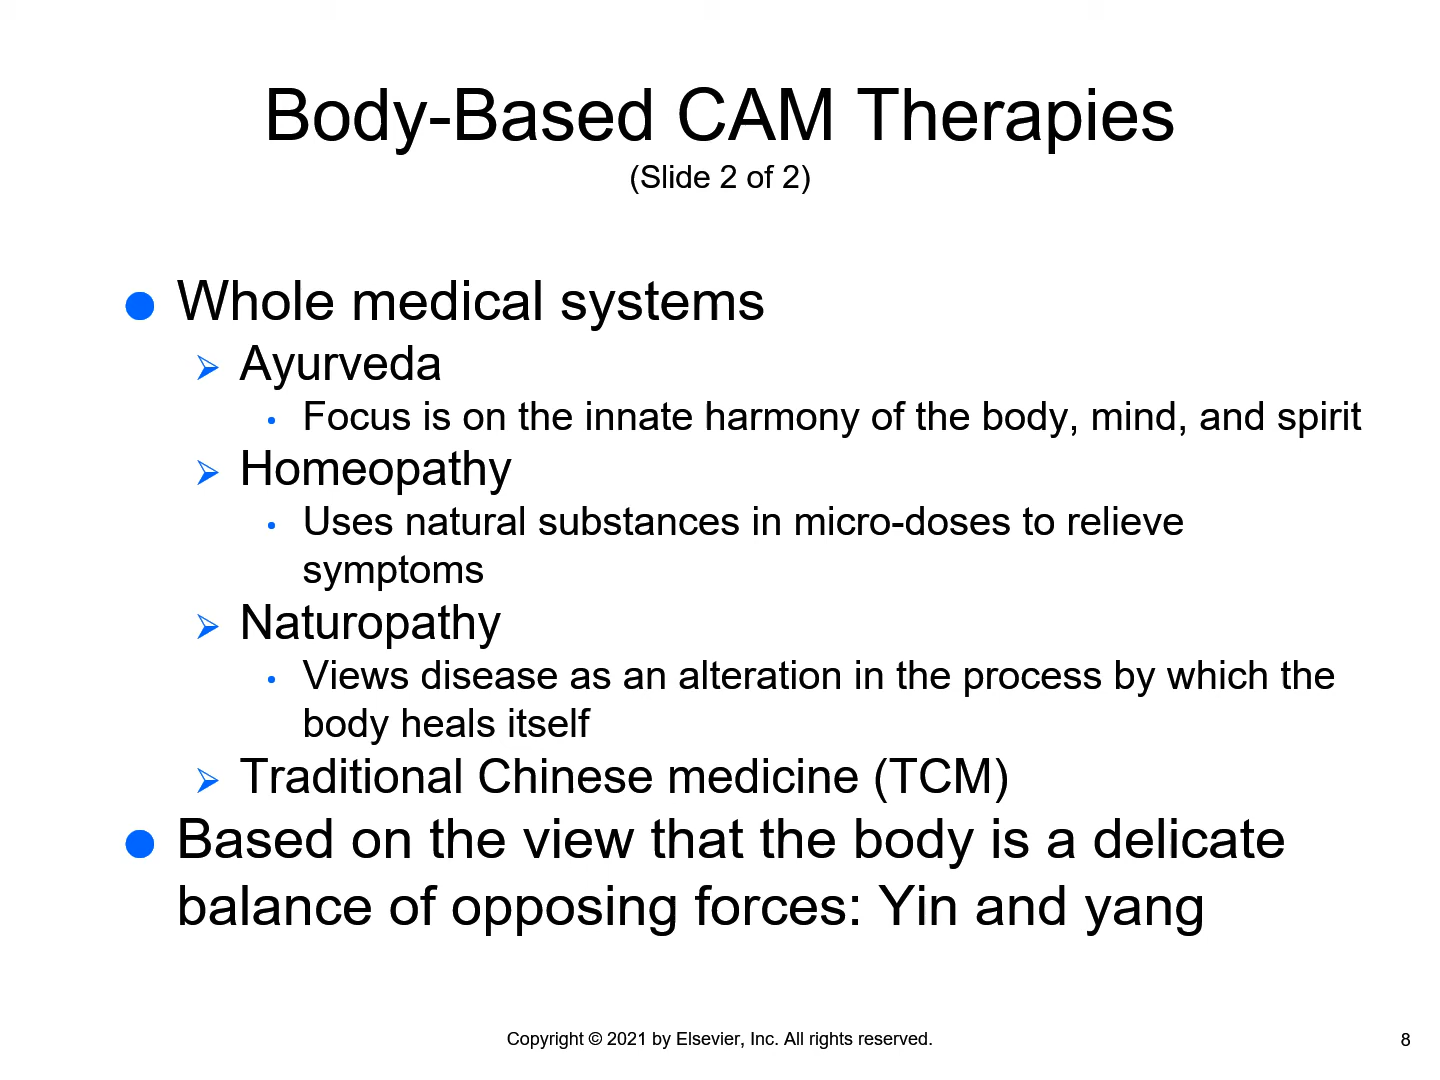 Body-Based CAM Therapies
(Slide 2 of 2)
Whole medical systems
Ayurveda
Focus is on the innate harmony of the body, mind, and spirit
Homeopathy
Uses natural substances in micro-doses to relieve
symptoms
Naturopathy
Views disease as an alteration in the process by which the
body heals itself
Traditional Chinese medicine (TCM)
Based on the view that the body is a delicate
balance of opposing forces: Yin and yang
Copyright © 2021 by Elsevier, Inc. All rights reserved.
8